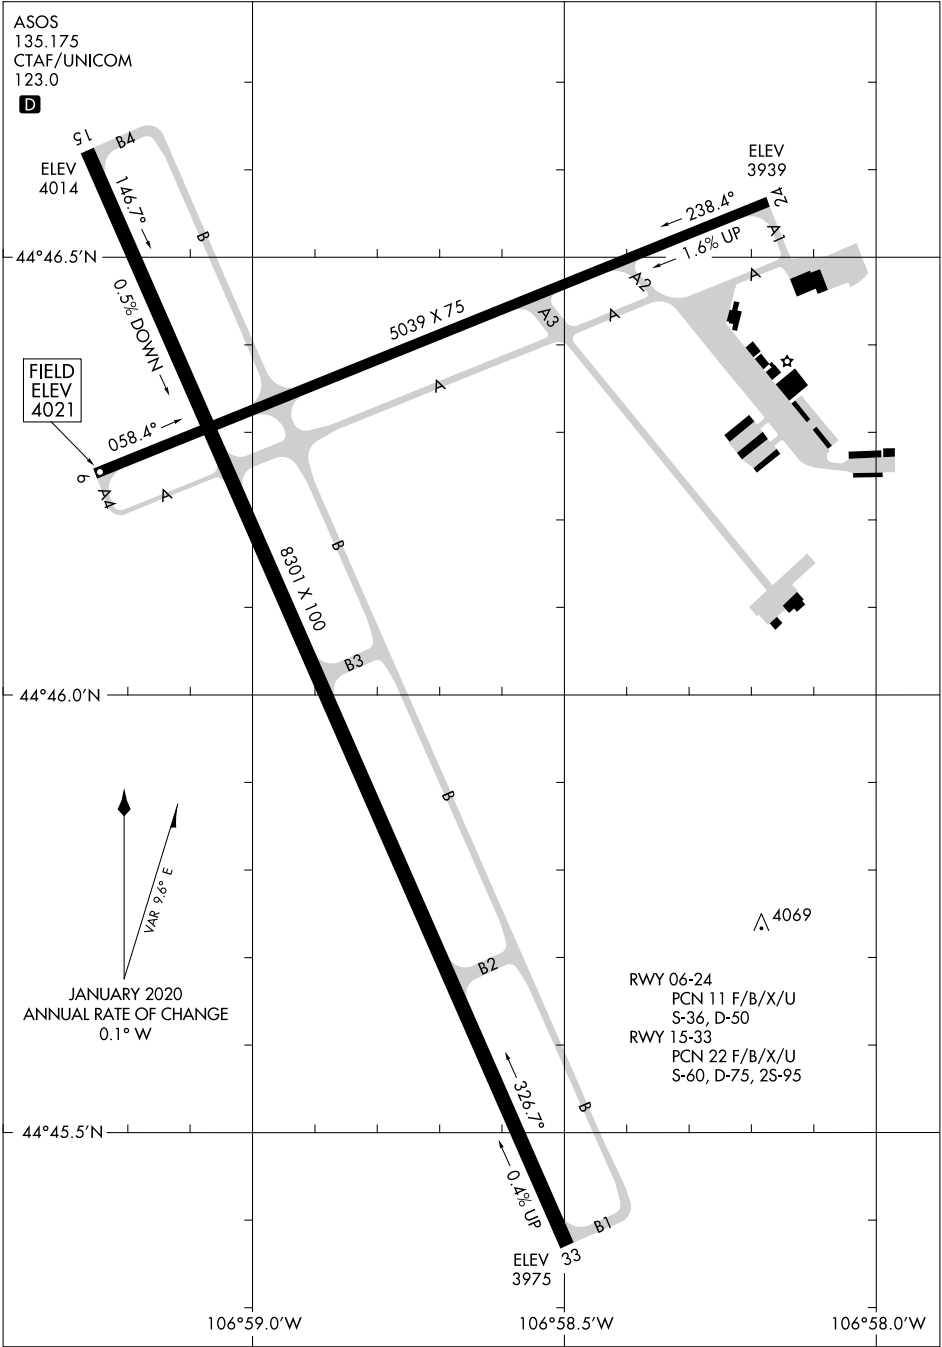 ASOS
135.175
CTAF/UNICOM
123.0
D
15
ELEV
4014
B4
146.7°
B
ELEV
3939
24
238.4°
1.6% UP
A1
A
44°46.5'N
0.5% DOWN
A2
A3
A
5039 X 75
A
FIELD
ELEV
4021
058.4°
6
A4
A
B
8301 X 100
B3
44°46.0'N
B
VAR 9.6° E
JANUARY 2020
ANNUAL RATE OF CHANGE
0.1° W
4069
B2
RWY 06-24
PCN 11 F/B/X/U
S-36, D-50
RWY 15-33
PCN 22 F/B/X/U
S-60, D-75, 2S-95
326.7°
B
44°45.5'N
0.4% UP
B1
ELEV
3975
33
106°59.0'W
106°58.5'W
106°58.0'W